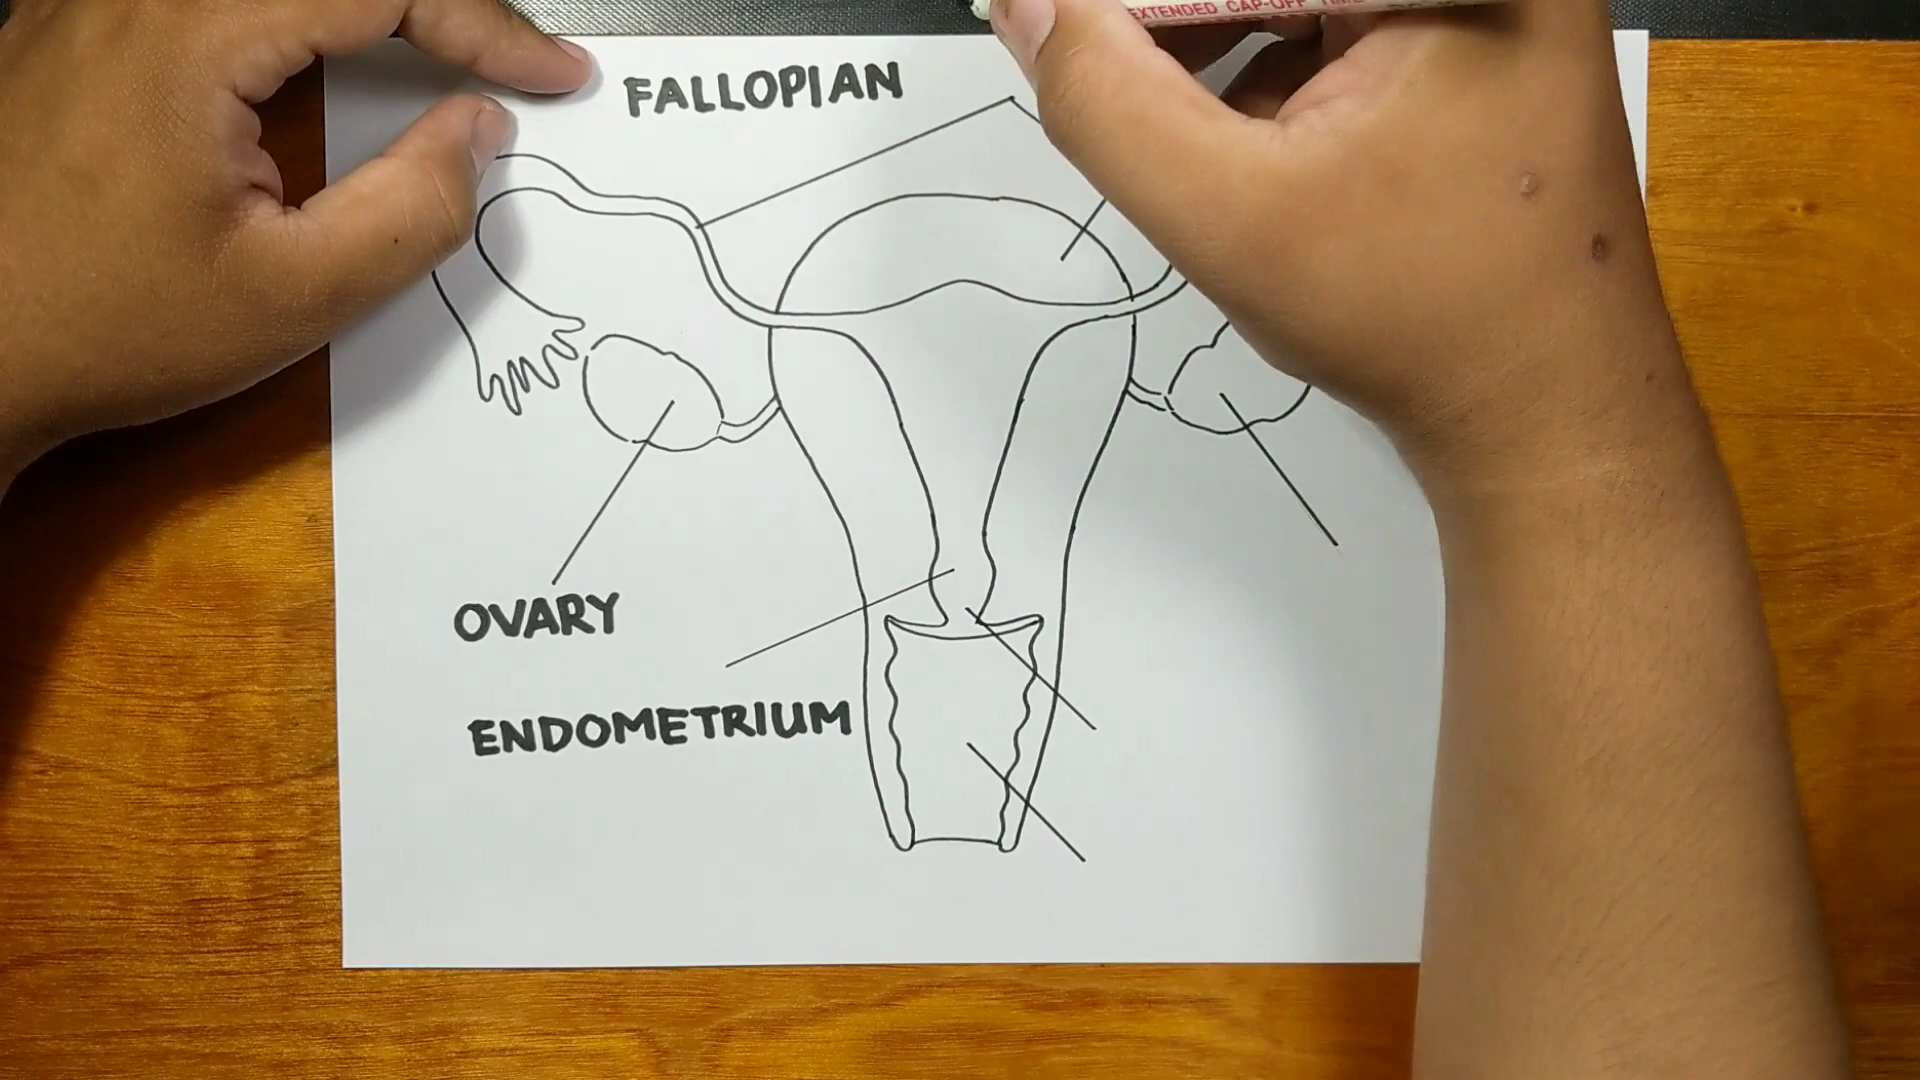 EXTENDED CAP-OFF TIME
FALLOPIAN
OVARY
ENDOMETRIUM